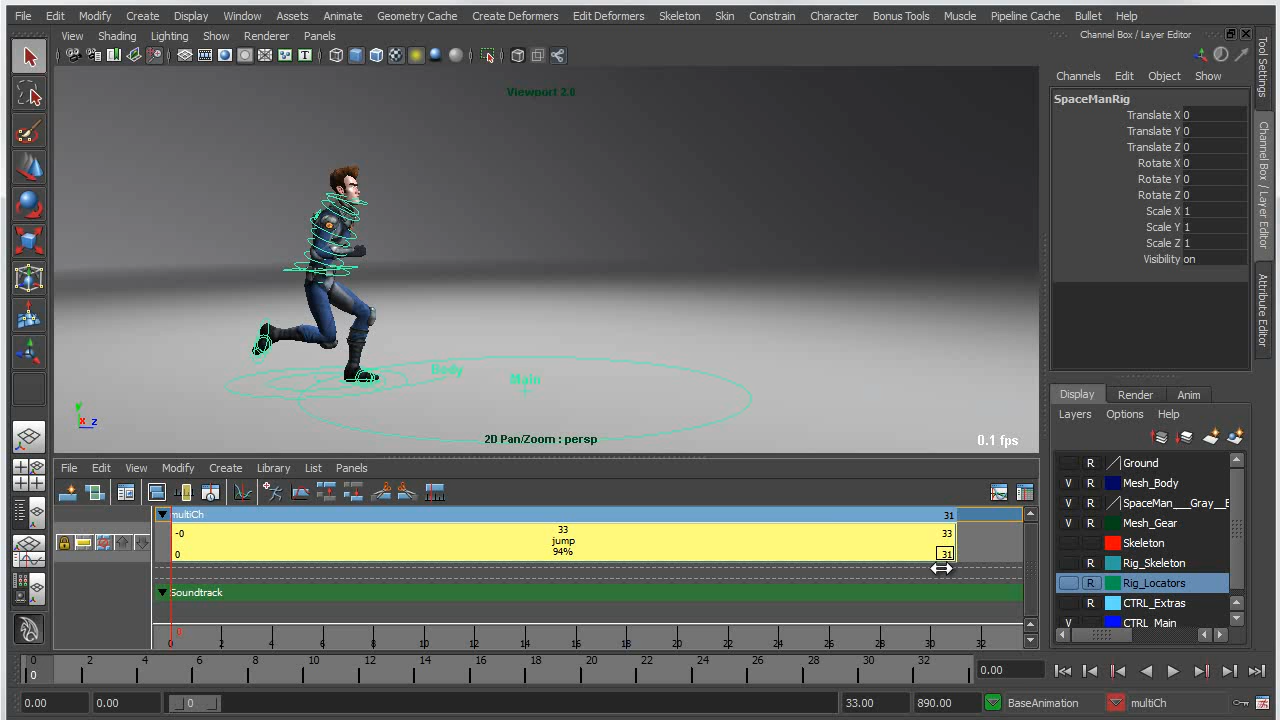 File Edit Modify Create Display Window Assets Animate Geometry Cache Create Deformers Edit Deformers Skeleton Skin Constrain Character Bonus Tools Muscle Pipeline Cache Bullet Help
View Shading Lighting Show Renderer Panels
Channel Box / Layer Editor
Channels Edit Object Show
Viewport 2.0
SpaceManRig
Translate X 0
Translate Y 0
Translate Z 0
Rotate X 0
Rotate Y 0
Rotate Z 0
Scale X 1
Scale Y 1
Scale Z 1
Visibility on
Tool Settings
Channel Box / Layer Editor
Attribute Editor
Body
Main
y
x z
2D Pan/Zoom : persp
0.1 fps
Display Render Anim
Layers Options Help
R Ground
V R Mesh_Body
V R SpaceMan___Gray__E
V R Mesh_Gear
R Skeleton
R Rig_Skeleton
R Rig_Locators
R CTRL_Extras
V CTRL_Main
File Edit View Modify Create Library List Panels
multiCh 31
-0 33 33
jump
0 94% 31
Soundtrack
0
0 2 4 6 8 10 12 14 16 18 20 22 24 26 28 30 32
0 2 4 6 8 10 12 14 16 18 20 22 24 26 28 30 32
0
0.00
0.00 0.00 0 33.00 890.00 BaseAnimation multiCh